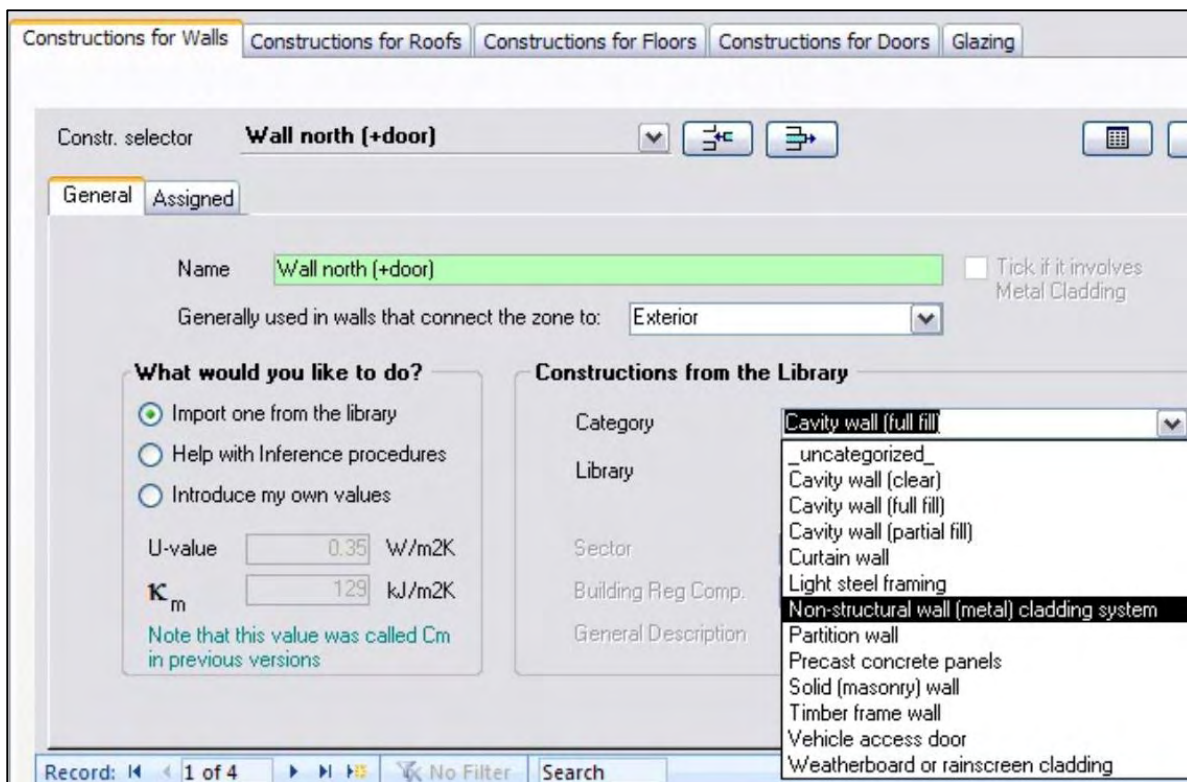 Constructions for Walls Constructions for Roofs Constructions for Floors Constructions for Doors Glazing
Constr. selector Wall north (+door)
General Assigned
Name Wall north (+door) Tick if it involves
Metal Cladding
Generally used in walls that connect the zone to: Exterior
What would you like to do? Constructions from the Library
Import one from the library Category Cavity wall (full fill)
Help with Inference procedures Library
Introduce my own values
_uncategorized_
Cavity wall (clear)
Cavity wall (full fill)
Cavity wall (partial fill)
Curtain wall
Light steel framing
Non-structural wall (metal) cladding system
Partition wall
Precast concrete panels
Solid (masonry) wall
Timber frame wall
Vehicle access door
Weatherboard or rainscreen cladding
U-value 0.35 W/m2K Sector
κm 129 kJ/m2K Building Reg Comp.
Note that this value was called Cm General Description
in previous versions
Record: 1 of 4 No Filter Search